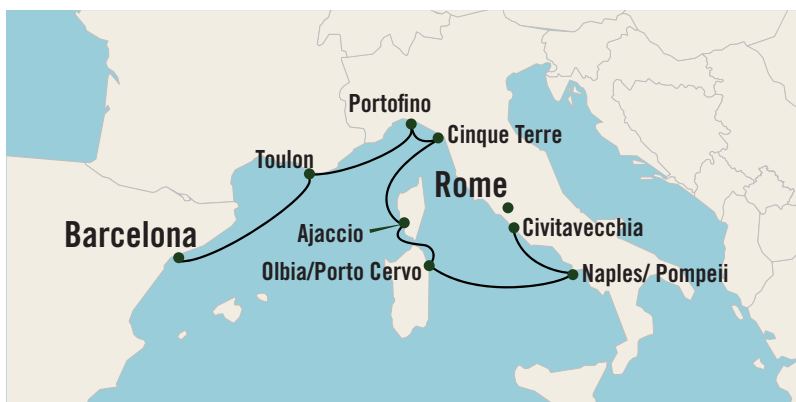 Portofino
Cinque Terre
Toulon
Rome
Barcelona
Ajaccio
Civitavecchia
Olbia/Porto Cervo
Naples/ Pompeii